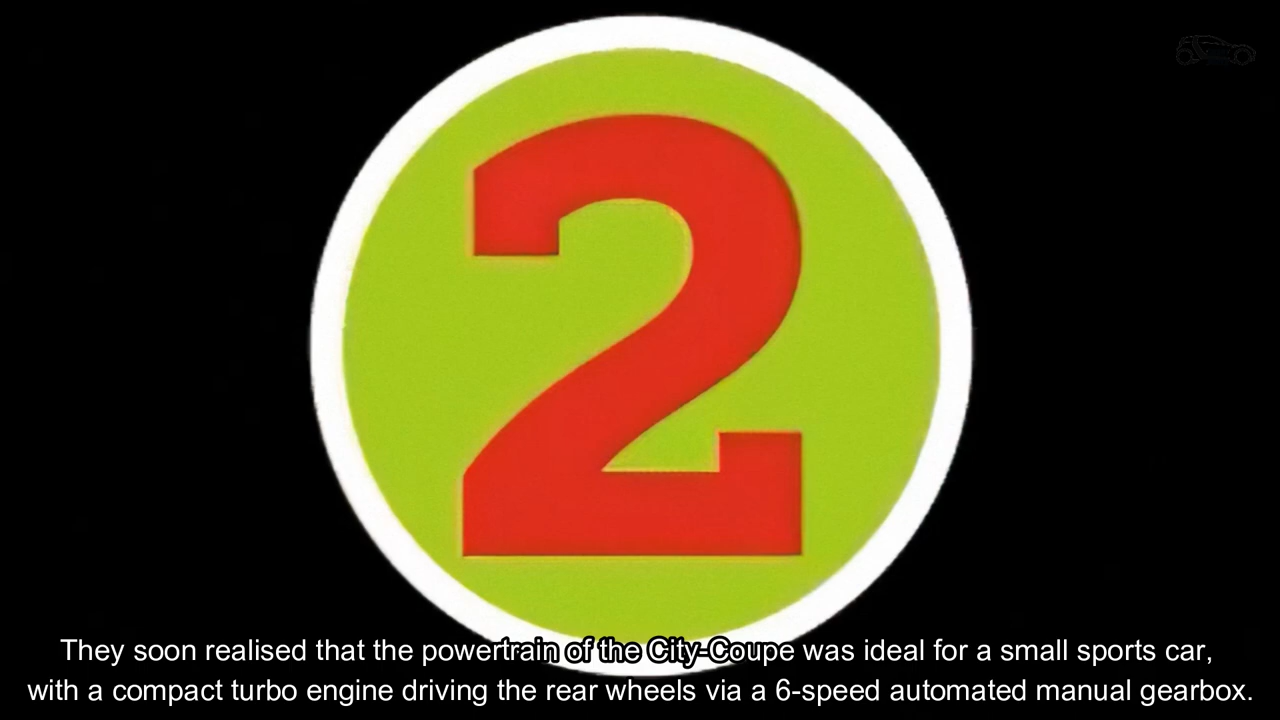 2
They soon realised that the powertrain of the City-Coupe was ideal for a small sports car,
with a compact turbo engine driving the rear wheels via a 6-speed automated manual gearbox.